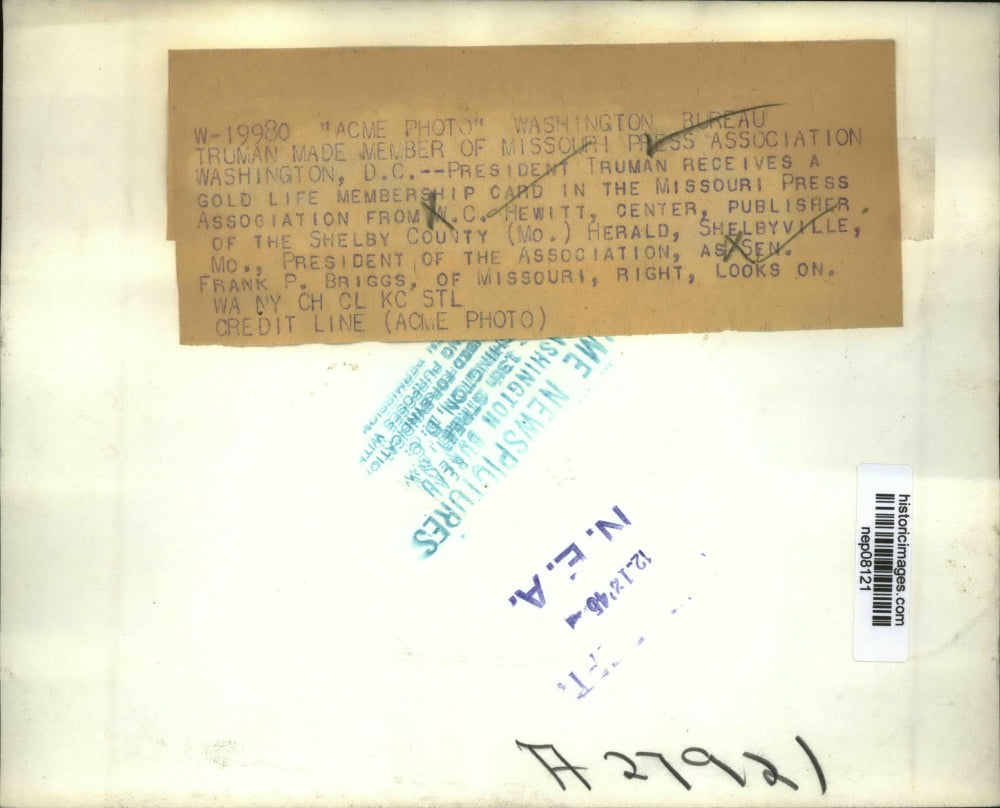 W-19980 "ACME PHOTO" WASHINGTON BUREAU
TRUMAN MADE MEMBER OF MISSOURI PRESS ASSOCIATION
WASHINGTON, D.C.--PRESIDENT TRUMAN RECEIVES A
GOLD LIFE MEMBERSHIP CARD IN THE MISSOURI PRESS
ASSOCIATION FROM W.C. HEWITT, CENTER, PUBLISHER
OF THE SHELBY COUNTY (MO.) HERALD, SHELBYVILLE,
MO., PRESIDENT OF THE ASSOCIATION, AS SEN.
FRANK P. BRIGGS, OF MISSOURI, RIGHT, LOOKS ON.
WA NY CH CL KC STL
CREDIT LINE (ACME PHOTO)
NEWSPICTURES
BUREAU
13th STREET
N. E. A.
historicimages.com
nep08121
A 27921